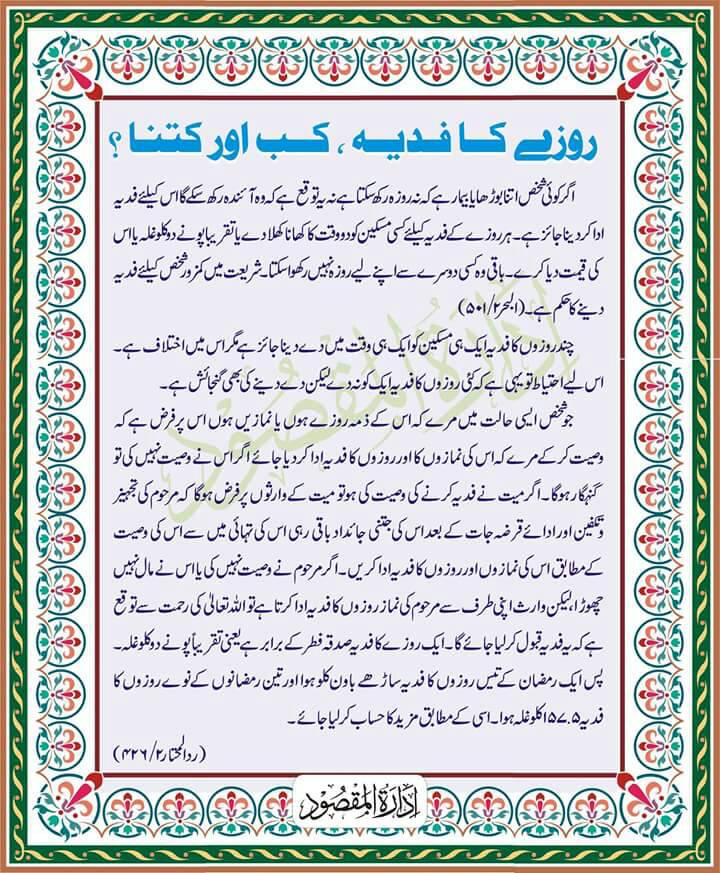 روزے کا فدیہ ، کب اور کتنا ؟
اگر کوئی شخص اتنا بوڑھا یا بیمار ہے کہ نہ روزہ رکھ سکتا ہے نہ یہ توقع ہے کہ وہ آئندہ رکھ سکے گا اس کیلئے فدیہ
ادا کر دینا جائز ہے۔ ہر روزے کے فدیہ کیلئے کسی مسکین کو دو وقت کا کھانا کھلا دے یا تقریباً پونے دو کلو غلہ یا اس
کی قیمت دیا کرے۔ باقی وہ کسی دوسرے سے اپنے لیے روزہ نہیں رکھوا سکتا۔ شریعت میں کمزور شخص کیلئے فدیہ
دینے کا حکم ہے۔ (البحر ۵۰۱/۲)
چند روزوں کا فدیہ ایک ہی مسکین کو ایک ہی وقت میں دے دینا جائز ہے مگر اس میں اختلاف ہے۔
اس لیے احتیاط تو یہی ہے کہ کئی روزوں کا فدیہ ایک کو نہ دے لیکن دے دینے کی بھی گنجائش ہے۔
جو شخص ایسی حالت میں مرے کہ اس کے ذمہ روزے ہوں یا نمازیں ہوں اس پر فرض ہے کہ
وصیت کر کے مرے کہ اس کی نمازوں کا اور روزوں کا فدیہ ادا کر دیا جائے اگر اس نے وصیت نہیں کی تو
گنہگار ہوگا۔ اگر میت نے فدیہ کرنے کی وصیت کی ہو تو میت کے وارثوں پر فرض ہوگا کہ مرحوم کی تجہیز
و تکفین اور ادائے قرضہ جات کے بعد اس کی جتنی جائداد باقی رہی اس کی تہائی میں سے اس کی وصیت
کے مطابق اس کی نمازوں اور روزوں کا فدیہ ادا کریں۔ اگر مرحوم نے وصیت نہیں کی یا اس نے مال نہیں
چھوڑا، لیکن وارث اپنی طرف سے مرحوم کی نماز روزوں کا فدیہ ادا کرتا ہے تو اللہ تعالیٰ کی رحمت سے توقع
ہے کہ یہ فدیہ قبول کر لیا جائے گا۔ ایک روزے کا فدیہ صدقہ فطر کے برابر ہے یعنی تقریباً پونے دو کلو غلہ۔
پس ایک رمضان کے تیس روزوں کا فدیہ ساڑھے باون کلو ہوا اور تین رمضانوں کے نوے روزوں کا
فدیہ ۱۵۷.۵ کلو غلہ ہوا۔ اسی کے مطابق مزید کا حساب کر لیا جائے۔
(ردالمحتار ۴۲۶/۲)
ادارۃ المقصود
ادارۃ المقصود